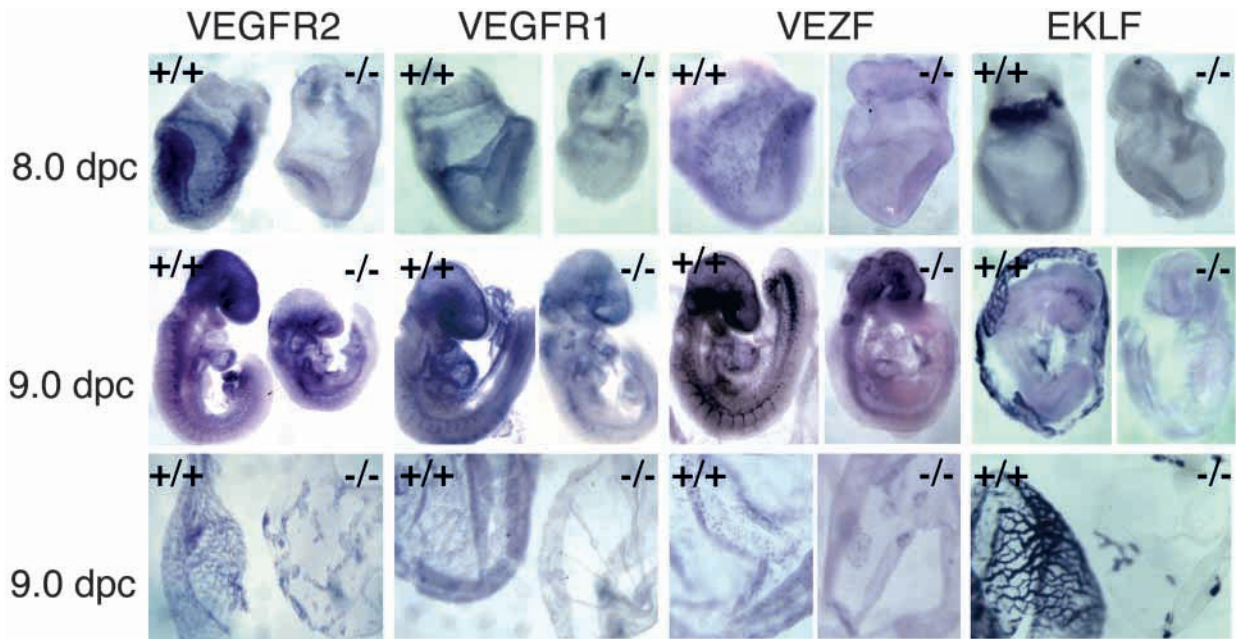 VEGFR2 VEGFR1 VEZF EKLF
+/+ -/- +/+ -/- +/+ -/- +/+ -/-
8.0 dpc
+/+ -/- +/+ -/- +/+ -/- +/+ -/-
9.0 dpc
+/+ -/- +/+ -/- +/+ -/- +/+ -/-
9.0 dpc